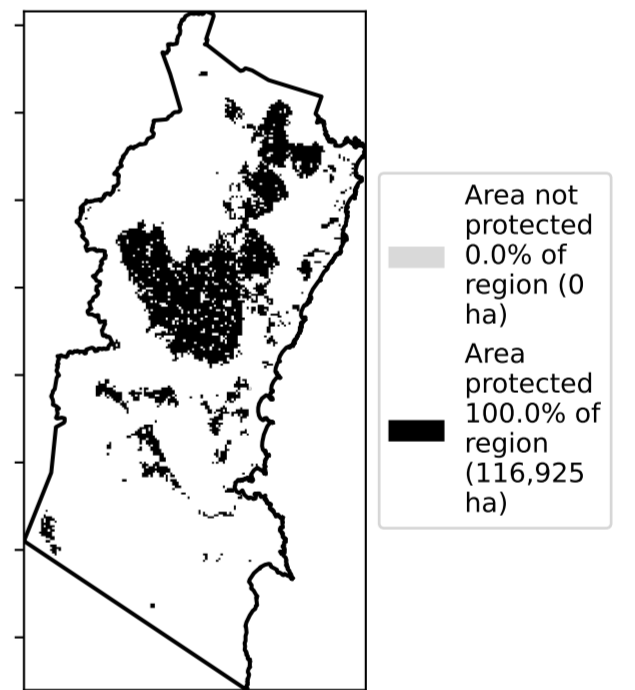 Area not
protected
0.0% of
region (0
ha)
Area
protected
100.0% of
region
(116,925
ha)